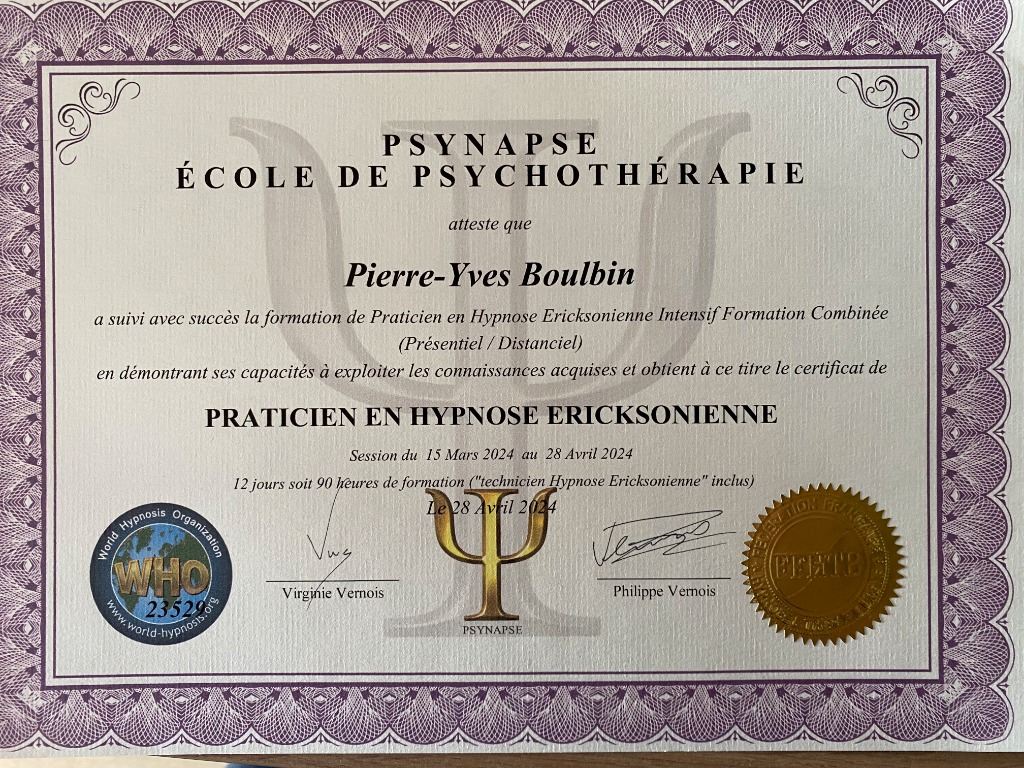 PSYNAPSE
ÉCOLE DE PSYCHOTHÉRAPIE
atteste que
Pierre-Yves Boulbin
a suivi avec succès la formation de Praticien en Hypnose Ericksonienne Intensif Formation Combinée
(Présentiel / Distanciel)
en démontrant ses capacités à exploiter les connaissances acquises et obtient à ce titre le certificat de
PRATICIEN EN HYPNOSE ERICKSONIENNE
Session du 15 Mars 2024 au 28 Avril 2024
12 jours soit 90 heures de formation ("technicien Hypnose Ericksonienne" inclus)
Le 28 Avril 2024
World Hypnosis Organization
WHO
23529
www.world-hypnosis.org
Virginie Vernois
PSYNAPSE
Philippe Vernois